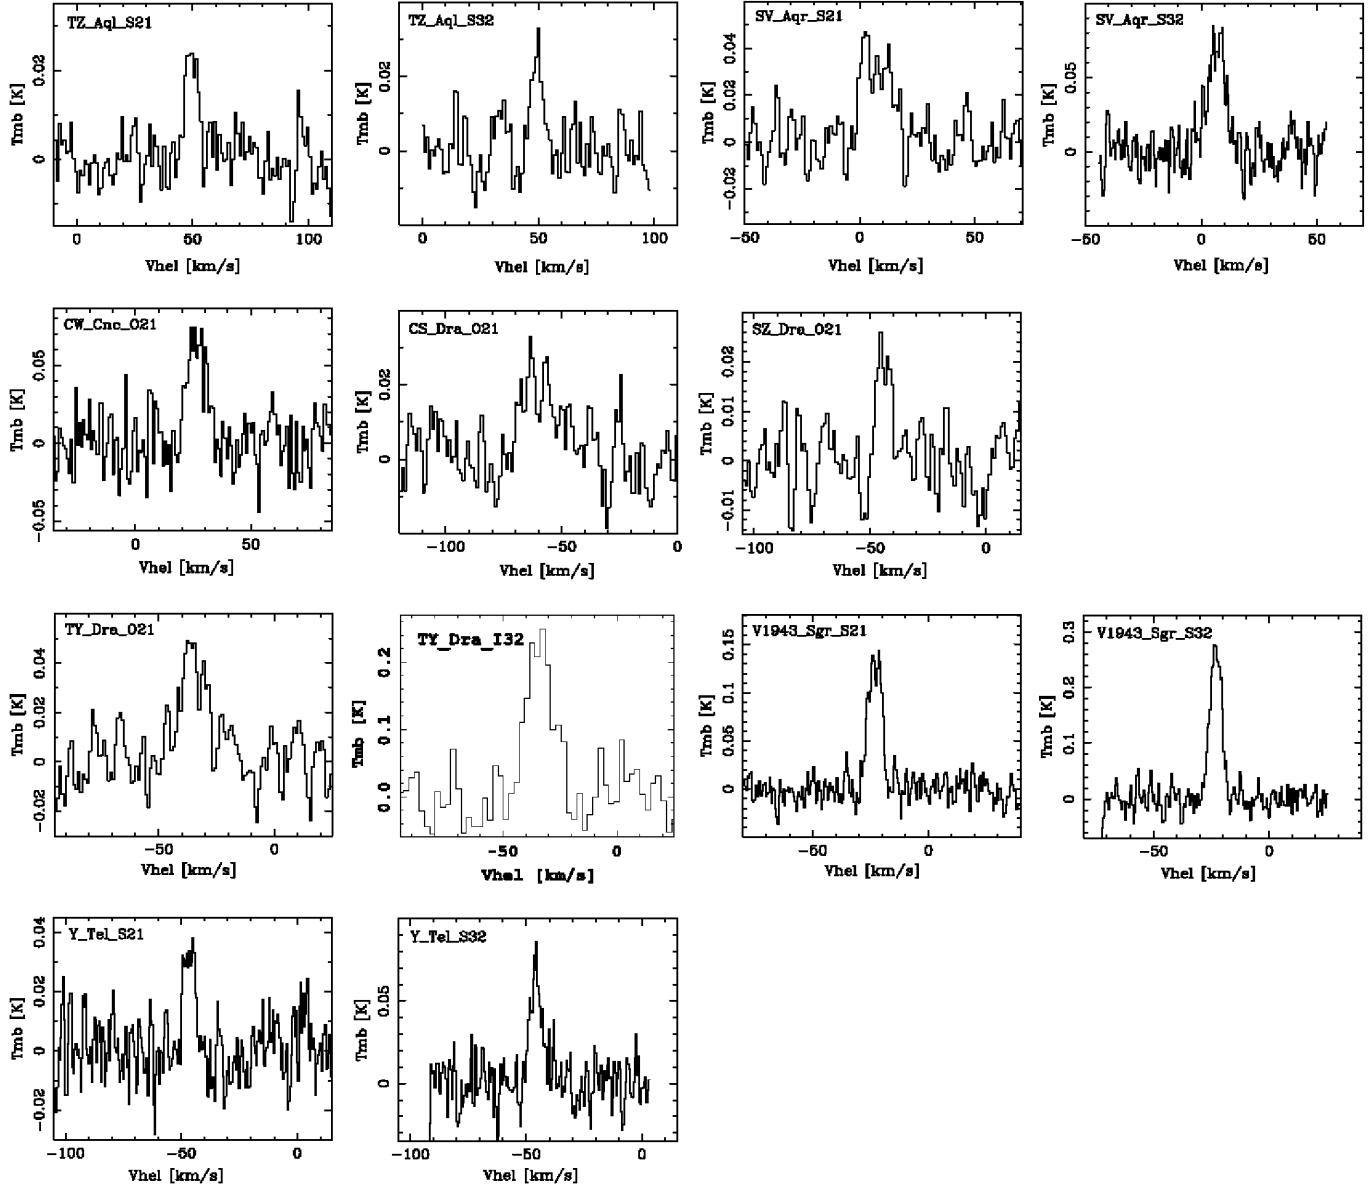 TZ_Aql_S21
Tmb [K]
0 0.02
0 50 100
Vhel [km/s]
TZ_Aql_S32
Tmb [K]
0 0.02
0 50 100
Vhel [km/s]
SV_Aqr_S21
Tmb [K]
-0.02 0 0.02 0.04
-50 0 50
Vhel [km/s]
SV_Aqr_S32
Tmb [K]
0 0.05
-50 0 50
Vhel [km/s]
CW_Cnc_O21
Tmb [K]
-0.05 0 0.05
0 50
Vhel [km/s]
CS_Dra_O21
Tmb [K]
0 0.02
-100 -50 0
Vhel [km/s]
SZ_Dra_O21
Tmb [K]
-0.01 0 0.01 0.02
-100 -50 0
Vhel [km/s]
TY_Dra_O21
Tmb [K]
-0.02 0 0.02 0.04
-50 0
Vhel [km/s]
TY_Dra_I32
Tmb [K]
0.0 0.1 0.2
-50 0
Vhel [km/s]
V1943_Sgr_S21
Tmb [K]
0 0.05 0.1 0.15
-50 0
Vhel [km/s]
V1943_Sgr_S32
Tmb [K]
0 0.1 0.2 0.3
-50 0
Vhel [km/s]
Y_Tel_S21
Tmb [K]
-0.02 0 0.02 0.04
-100 -50 0
Vhel [km/s]
Y_Tel_S32
Tmb [K]
0 0.05
-100 -50 0
Vhel [km/s]